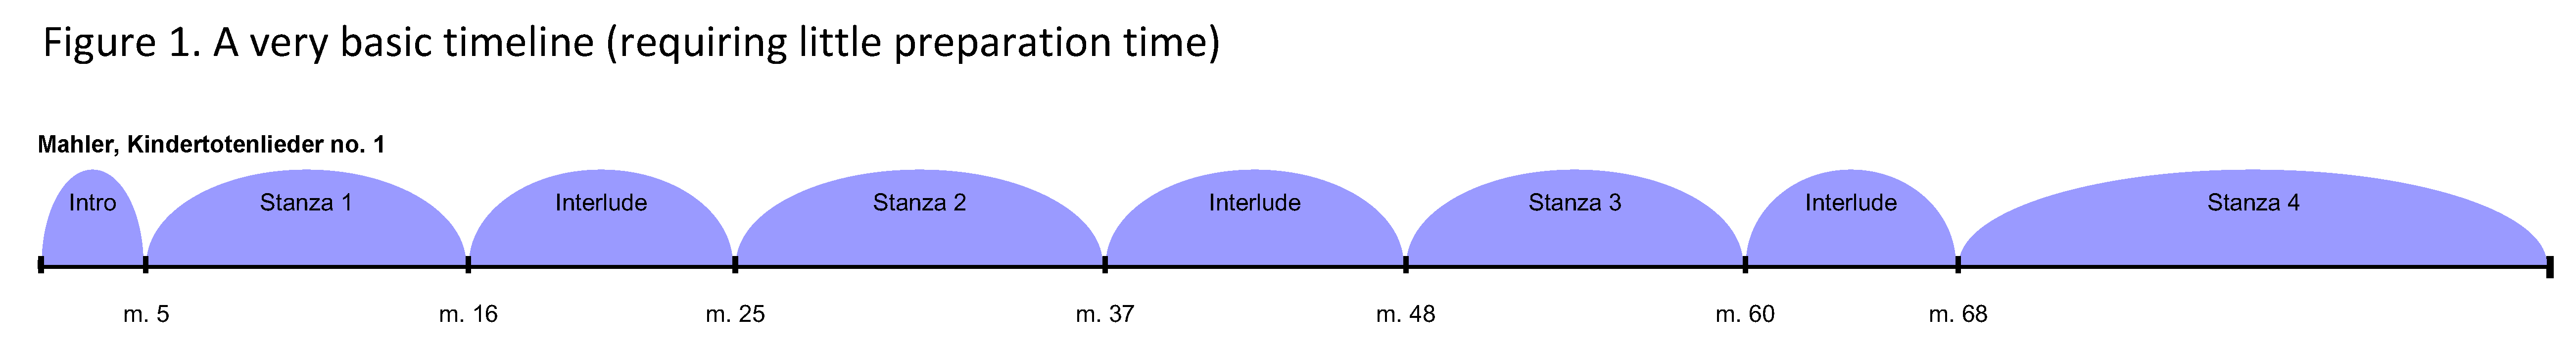 Figure 1. A very basic timeline (requiring little preparation time)
Mahler, Kindertotenlieder no. 1
Intro Stanza 1 Interlude Stanza 2 Interlude Stanza 3 Interlude Stanza 4
m. 5 m. 16 m. 25 m. 37 m. 48 m. 60 m. 68